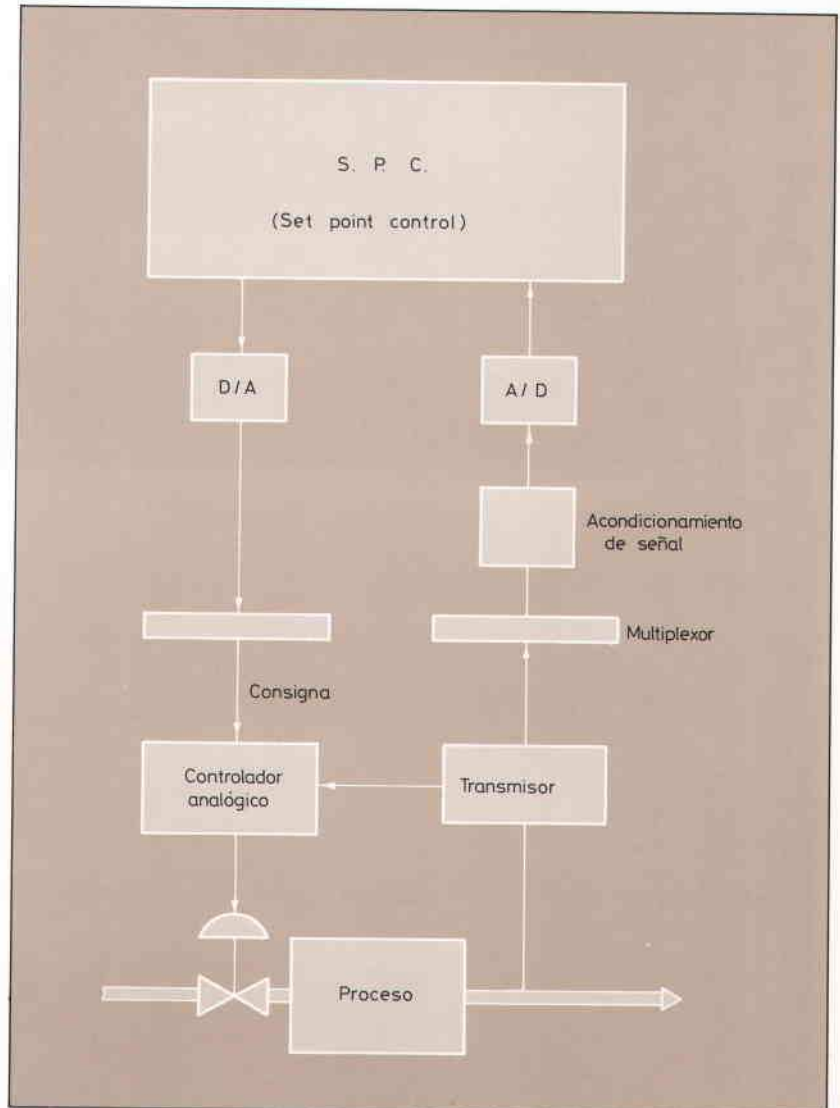 S. P. C.
(Set point control)
D/A
A/D
Acondicionamiento
de señal
Multiplexor
Consigna
Controlador
analógico
Transmisor
Proceso